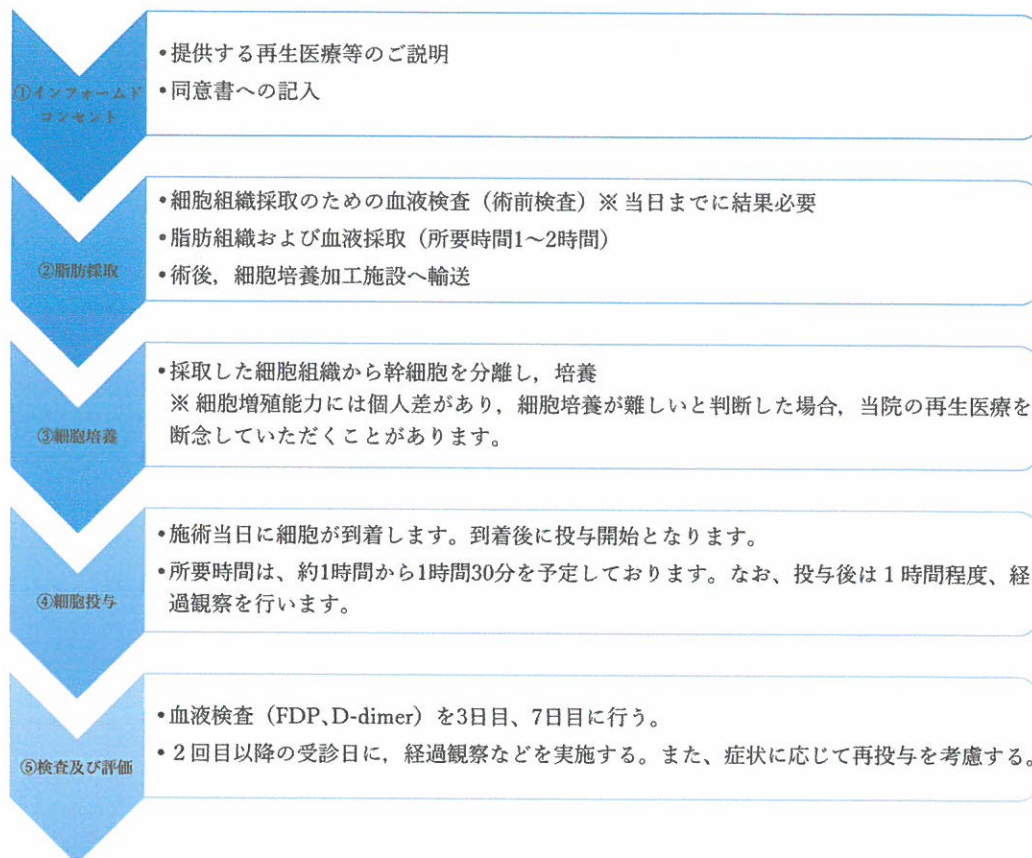 ①インフォームド
コンセント
•提供する再生医療等のご説明
•同意書への記入
②脂肪採取
•細胞組織採取のための血液検査（術前検査）※ 当日までに結果必要
•脂肪組織および血液採取（所要時間1～2時間）
•術後，細胞培養加工施設へ輸送
③細胞培養
•採取した細胞組織から幹細胞を分離し，培養
※ 細胞増殖能力には個人差があり，細胞培養が難しいと判断した場合，当院の再生医療を
断念していただくことがあります。
④細胞投与
•施術当日に細胞が到着します。到着後に投与開始となります。
•所要時間は、約1時間から1時間30分を予定しております。なお、投与後は１時間程度、経
過観察を行います。
⑤検査及び評価
•血液検査（FDP、D-dimer）を3日目、7日目に行う。
•２回目以降の受診日に，経過観察などを実施する。また、症状に応じて再投与を考慮する。